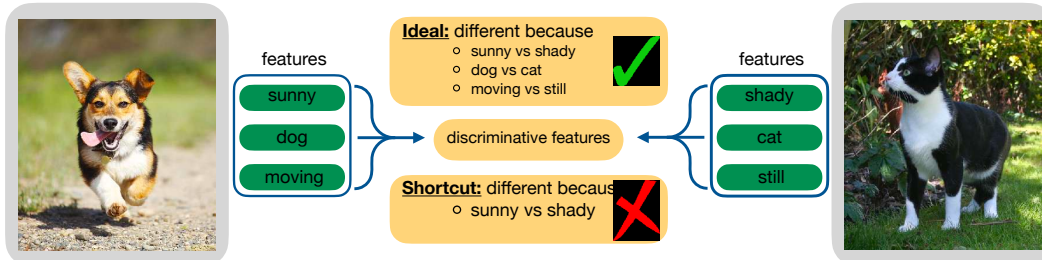 features
sunny
dog
moving
Ideal: different because
sunny vs shady
dog vs cat
moving vs still
discriminative features
Shortcut: different becaus
sunny vs shady
features
shady
cat
still